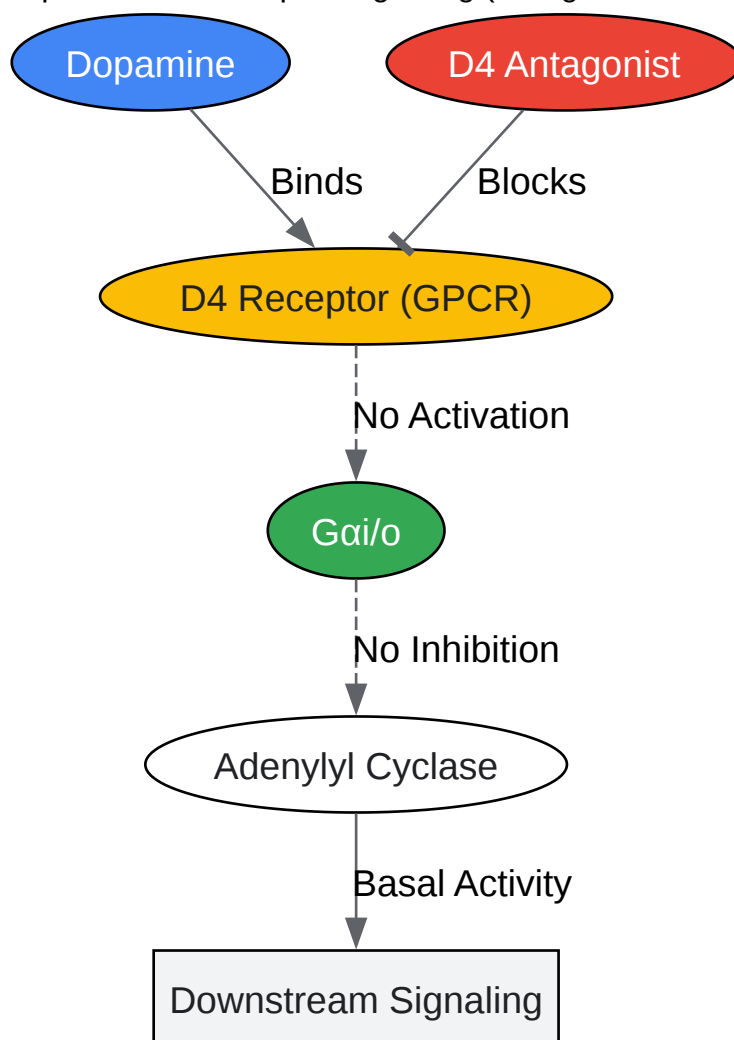 Dopamine
D4 Antagonist
Binds
Blocks
D4 Receptor (GPCR)
No Activation
Gαi/o
No Inhibition
Adenylyl Cyclase
Basal Activity
Downstream Signaling